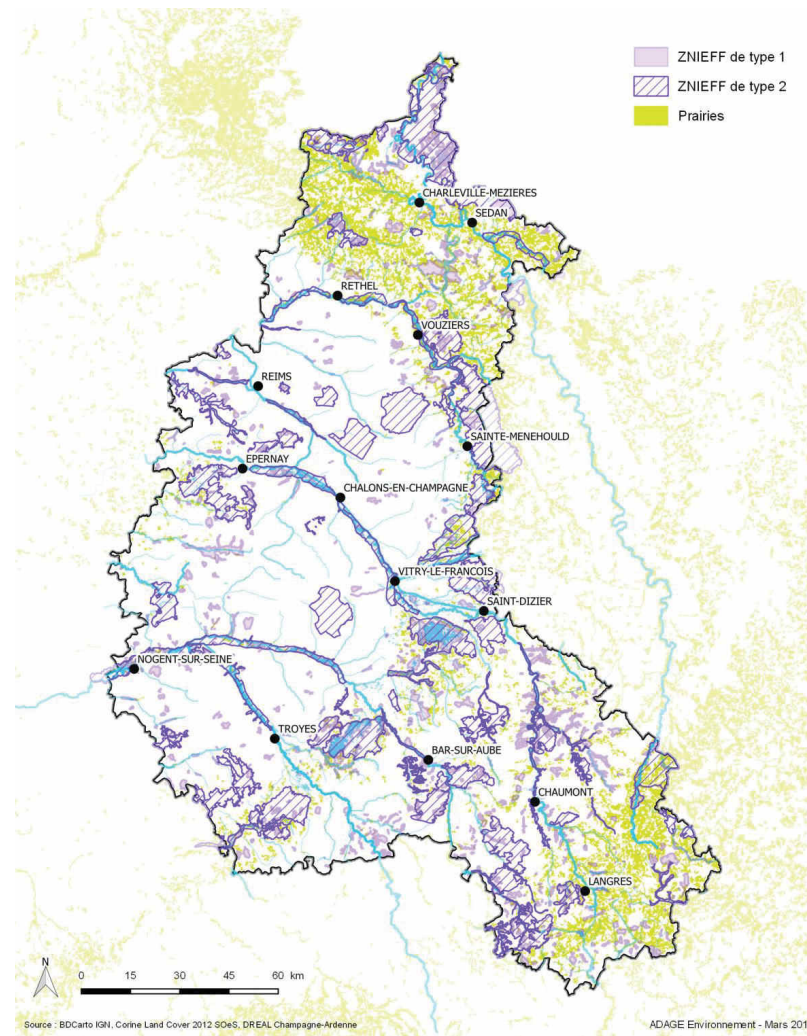 ZNIEFF de type 1
ZNIEFF de type 2
Prairies
CHARLEVILLE-MEZIERES
SEDAN
RETHEL
VOUZIERS
REIMS
SAINTE-MENEHOULD
EPERNAY
CHALONS-EN-CHAMPAGNE
VITRY-LE-FRANCOIS
SAINT-DIZIER
NOGENT-SUR-SEINE
TROYES
BAR-SUR-AUBE
CHAUMONT
LANGRES
N
0 15 30 45 60 km
Source : BDCarto IGN, Corine Land Cover 2012 SOeS, DREAL Champagne-Ardenne
ADAGE Environnement - Mars 201